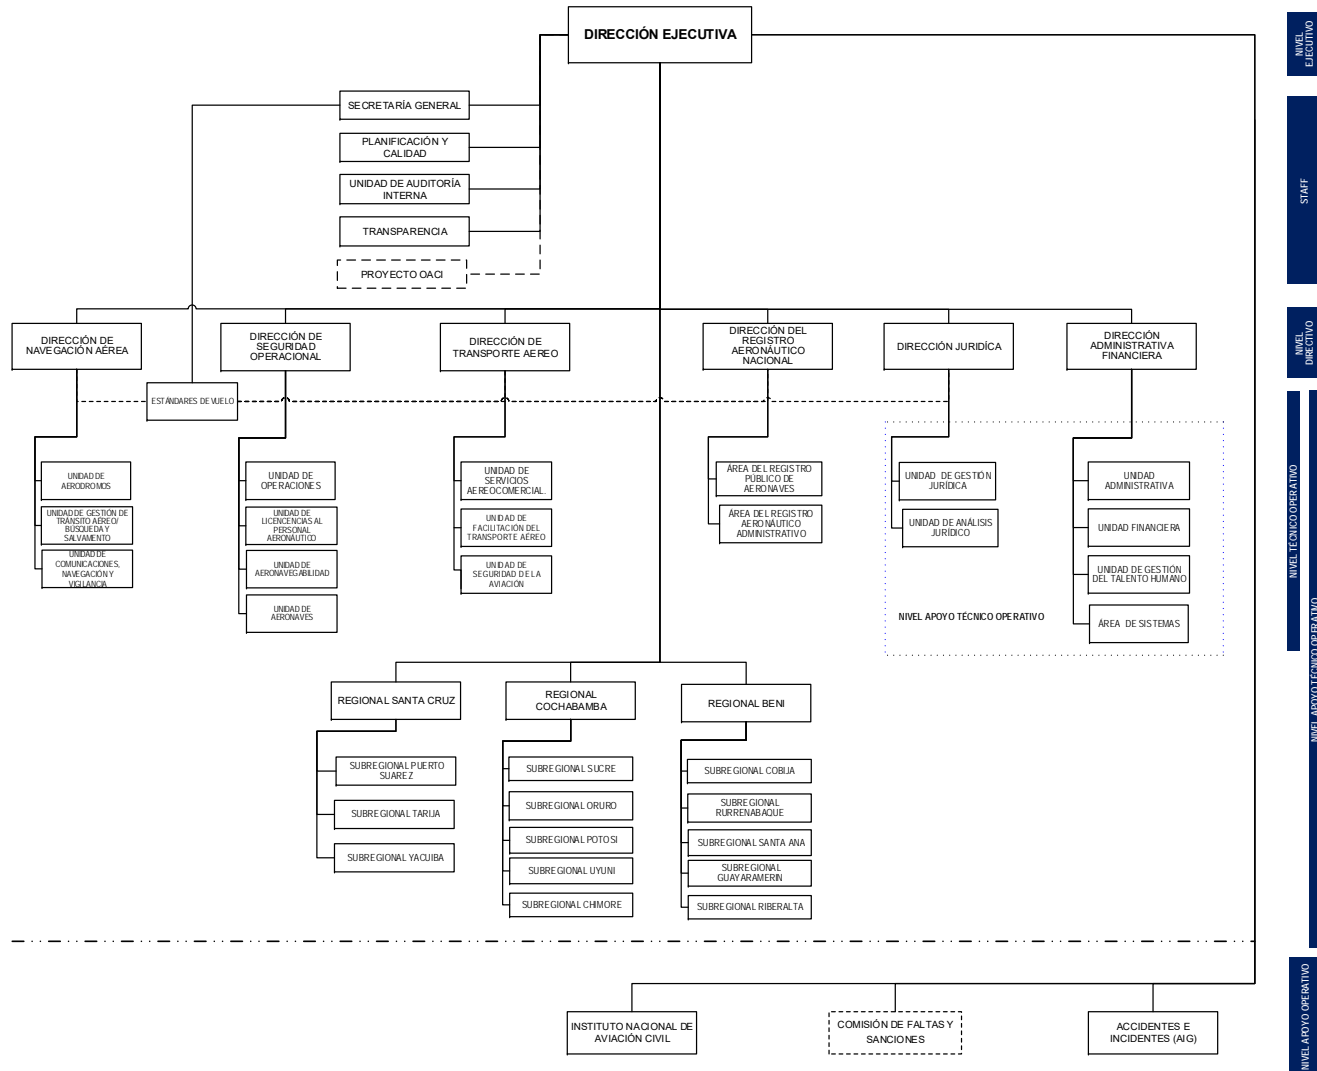 DIRECCIÓN EJECUTIVA
NIVEL
EJECUTIVO
SECRETARÍA GENERAL
PLANIFICACIÓN Y
CALIDAD
UNIDAD DE AUDITORÍA
INTERNA
TRANSPARENCIA
PROYECTO OACI
STAFF
DIRECCIÓN DE
NAVEGACIÓN AÉREA
DIRECCIÓN DE
SEGURIDAD
OPERACIONAL
DIRECCIÓN DE
TRANSPORTE AEREO
DIRECCIÓN DEL
REGISTRO
AERONÁUTICO
NACIONAL
DIRECCIÓN JURIDÍCA
DIRECCIÓN
ADMINISTRATIVA
FINANCIERA
NIVEL
DIRECTIVO
ESTÁNDARES DE VUELO
UNIDAD DE
AERODROMOS
UNIDAD DE GESTIÓN DE
TRÁNSITO AÉREO/
BÚSQUEDA Y
SALVAMENTO
UNIDAD DE
COMUNICACIONES,
NAVEGACIÓN Y
VIGILANCIA
UNIDAD DE
OPERACIONES
UNIDAD DE
LICENCENCIAS AL
PERSONAL
AERONÁUTICO
UNIDAD DE
AERONAVEGABILIDAD
UNIDAD DE
AERONAVES
UNIDAD DE
SERVICIOS
AEREOCOMERCIAL.
UNIDAD DE
FACILITACIÓN DEL
TRANSPORTE AÉREO
UNIDAD DE
SEGURIDAD DE LA
AVIACIÓN
ÁREA DEL REGISTRO
PÚBLICO DE
AERONAVES
ÁREA DEL REGISTRO
AERONÁUTICO
ADMINISTRATIVO
UNIDAD DE GESTIÓN
JURÍDICA
UNIDAD DE ANÁLISIS
JURÍDICO
UNIDAD
ADMINISTRATIVA
UNIDAD FINANCIERA
UNIDAD DE GESTIÓN
DEL TALENTO HUMANO
ÁREA DE SISTEMAS
NIVEL APOYO TÉCNICO OPERATIVO
NIVEL TÉCNICO OPERATIVO
NIVEL APOYO TÉCNICO OPERATIVO
REGIONAL SANTA CRUZ
REGIONAL
COCHABAMBA
REGIONAL BENI
SUBREGIONAL PUERTO
SUAREZ
SUBREGIONAL TARIJA
SUBREGIONAL YACUIBA
SUBREGIONAL SUCRE
SUBREGIONAL ORURO
SUBREGIONAL POTOSI
SUBREGIONAL UYUNI
SUBREGIONAL CHIMORE
SUBREGIONAL COBIJA
SUBREGIONAL
RURRENABAQUE
SUBREGIONAL SANTA ANA
SUBREGIONAL
GUAYARAMERIN
SUBREGIONAL RIBERALTA
INSTITUTO NACIONAL DE
AVIACIÓN CIVIL
COMISIÓN DE FALTAS Y
SANCIONES
ACCIDENTES E
INCIDENTES (AIG)
NIVEL APOYO OPERATIVO